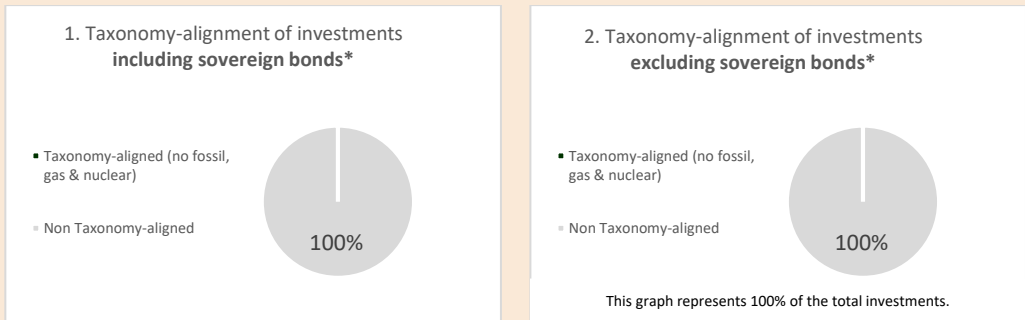 1. Taxonomy-alignment of investments
including sovereign bonds*
Taxonomy-aligned (no fossil,
gas & nuclear)
Non Taxonomy-aligned
100%
2. Taxonomy-alignment of investments
excluding sovereign bonds*
Taxonomy-aligned (no fossil,
gas & nuclear)
Non Taxonomy-aligned
100%
This graph represents 100% of the total investments.